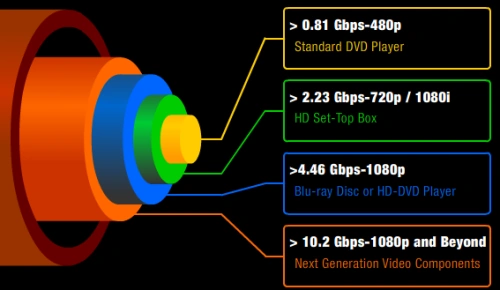 > 0.81 Gbps-480p
Standard DVD Player
> 2.23 Gbps-720p / 1080i
HD Set-Top Box
>4.46 Gbps-1080p
Blu-ray Disc or HD-DVD Player
> 10.2 Gbps-1080p and Beyond
Next Generation Video Components